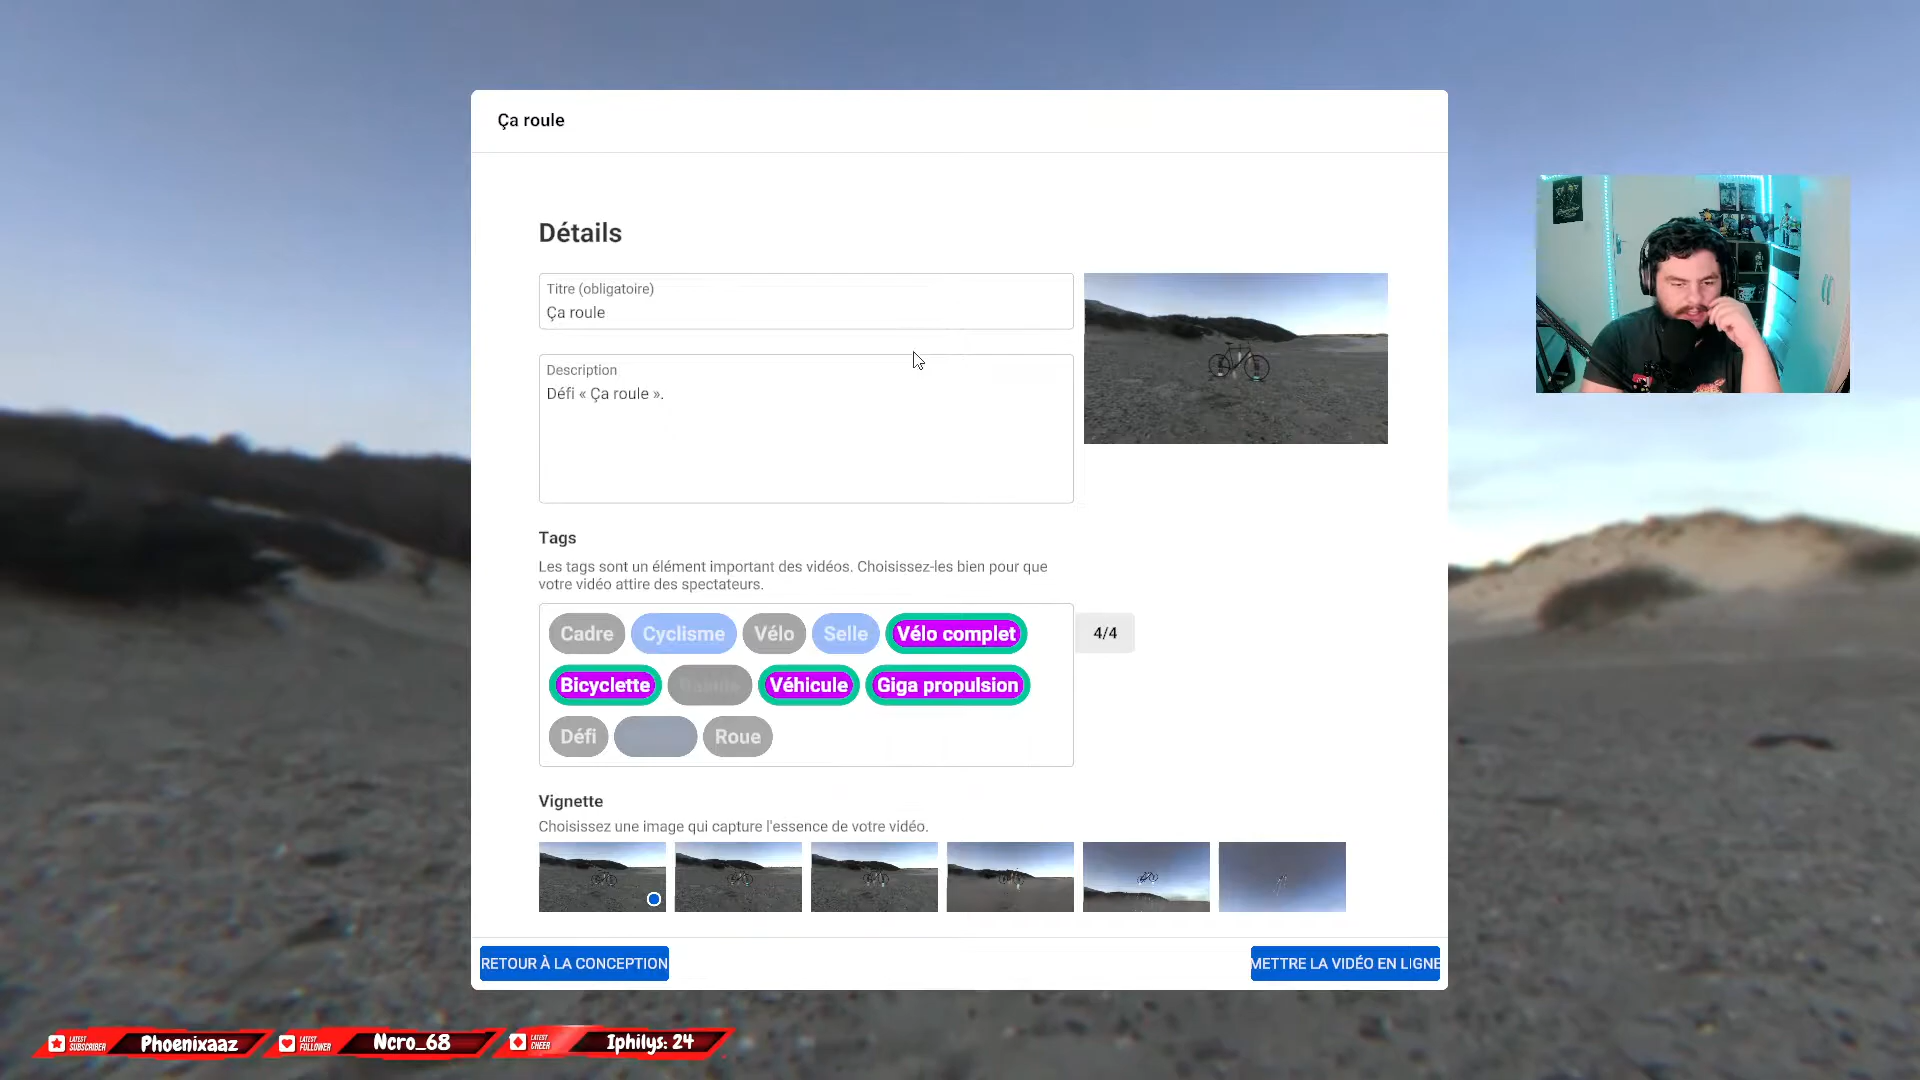 Ça roule
Détails
Titre (obligatoire)
Ça roule
Description
Défi « Ça roule ».
Tags
Les tags sont un élément important des vidéos. Choisissez-les bien pour que
votre vidéo attire des spectateurs.
Cadre Cyclisme Vélo Selle Vélo complet 4/4
Bicyclette Véhicule Giga propulsion
Défi Roue
Vignette
Choisissez une image qui capture l'essence de votre vidéo.
RETOUR À LA CONCEPTION METTRE LA VIDÉO EN LIGNE
LATEST SUBSCRIBER Phoenixaaz LATEST FOLLOWER Ncro_68 LATEST CHEER Iphilys: 24